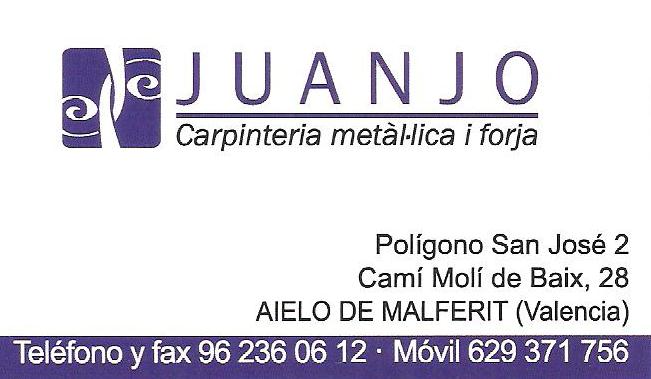 JUANJO
Carpinteria metàl·lica i forja
Polígono San José 2
Camí Molí de Baix, 28
AIELO DE MALFERIT (Valencia)
Teléfono y fax 96 236 06 12 · Móvil 629 371 756